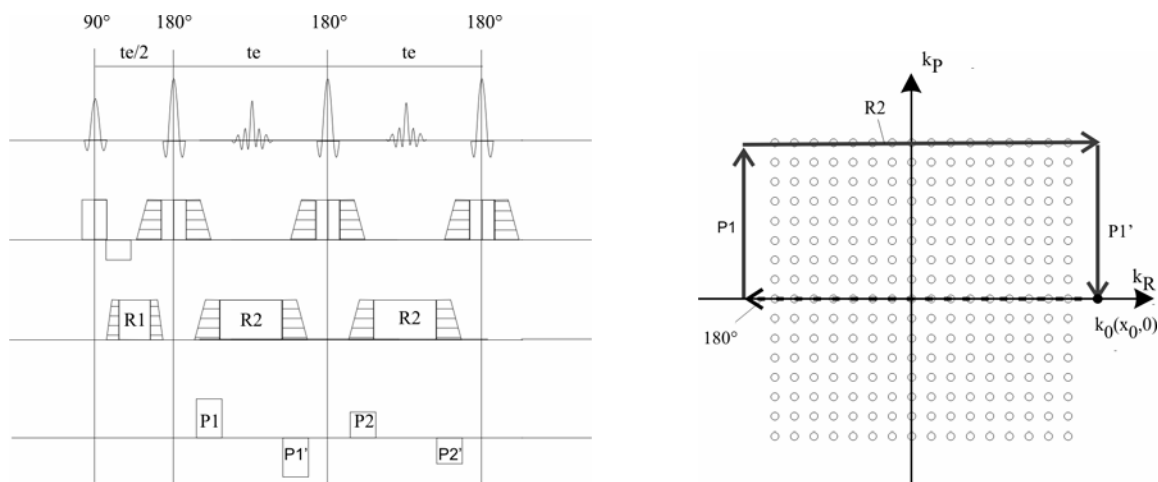 90° 180° 180° 180°
te/2 te te
R1 R2 R2
P1 P2
P1' P2'
kP
R2
P1 P1'
kR
180° k0(x0,0)